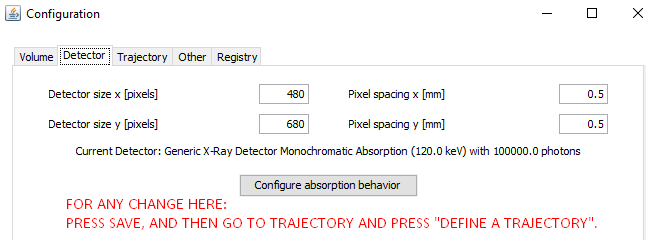 Configuration
Volume Detector Trajectory Other Registry
Detector size x [pixels] 480 Pixel spacing x [mm] 0.5
Detector size y [pixels] 680 Pixel spacing y [mm] 0.5
Current Detector: Generic X-Ray Detector Monochromatic Absorption (120.0 keV) with 100000.0 photons
Configure absorption behavior
FOR ANY CHANGE HERE:
PRESS SAVE, AND THEN GO TO TRAJECTORY AND PRESS "DEFINE A TRAJECTORY".